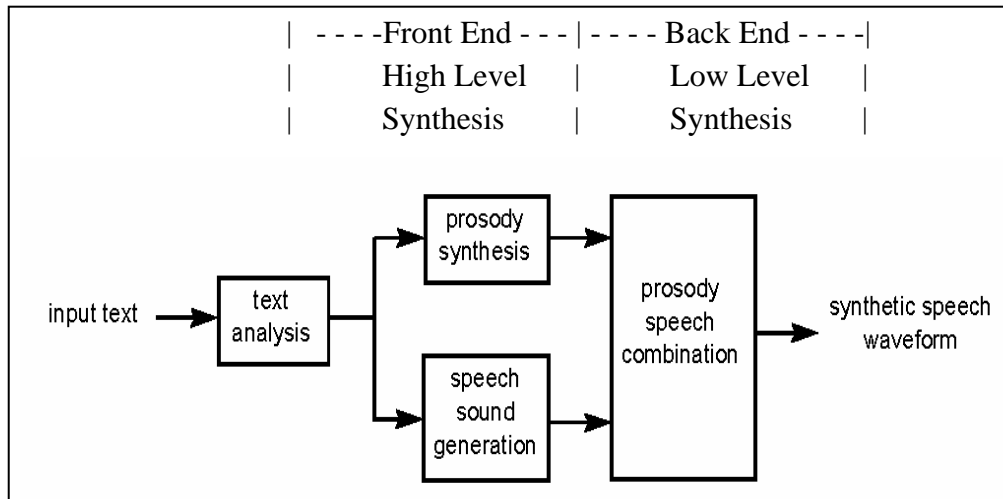 | - - - -Front End - - - |- - - - Back End - - - -|
| High Level | Low Level |
| Synthesis | Synthesis |
prosody
synthesis
input text
text
analysis
speech
sound
generation
prosody
speech
combination
synthetic speech
waveform